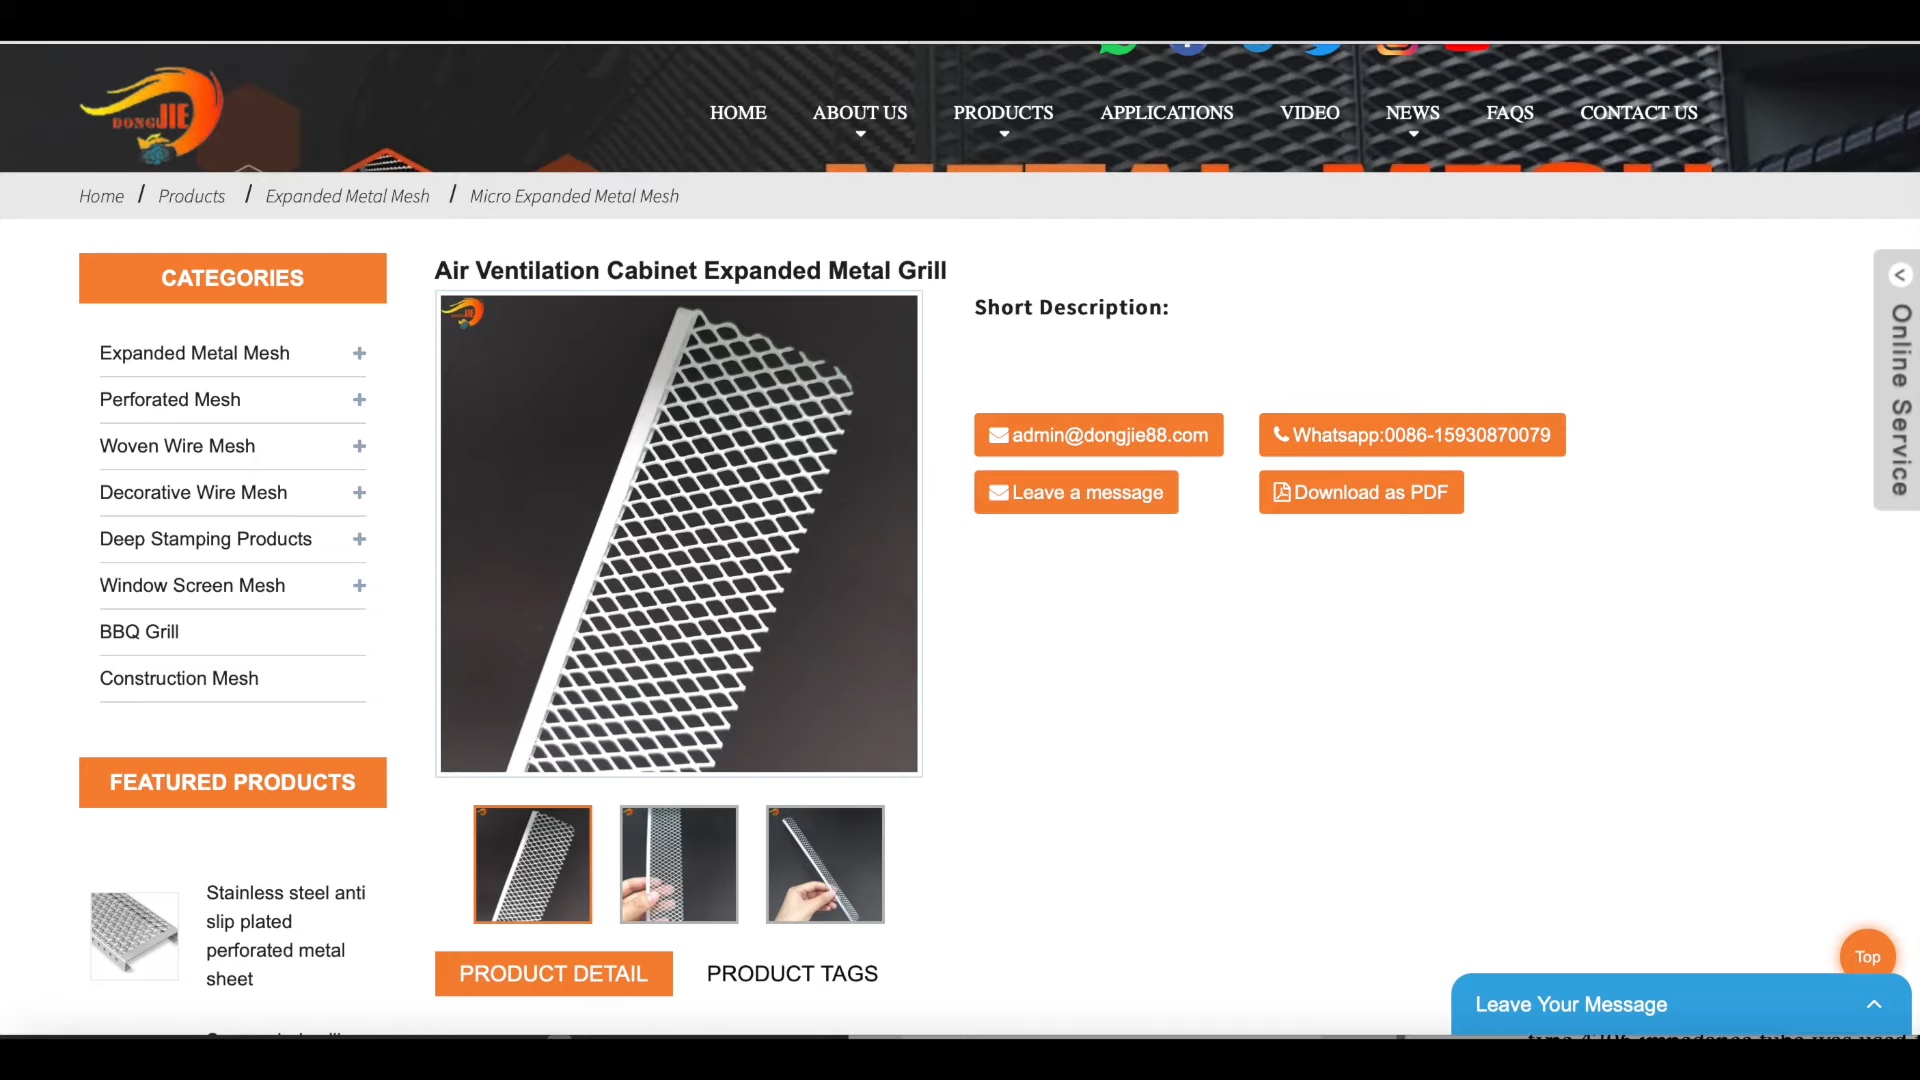 DONGJIE
HOME
ABOUT US
PRODUCTS
APPLICATIONS
VIDEO
NEWS
FAQS
CONTACT US
Home / Products / Expanded Metal Mesh / Micro Expanded Metal Mesh
CATEGORIES
Expanded Metal Mesh +
Perforated Mesh +
Woven Wire Mesh +
Decorative Wire Mesh +
Deep Stamping Products +
Window Screen Mesh +
BBQ Grill
Construction Mesh
FEATURED PRODUCTS
Stainless steel anti
slip plated
perforated metal
sheet
Air Ventilation Cabinet Expanded Metal Grill
Short Description:
admin@dongjie88.com
Whatsapp:0086-15930870079
Leave a message
Download as PDF
PRODUCT DETAIL
PRODUCT TAGS
< Online Service
Top
Leave Your Message